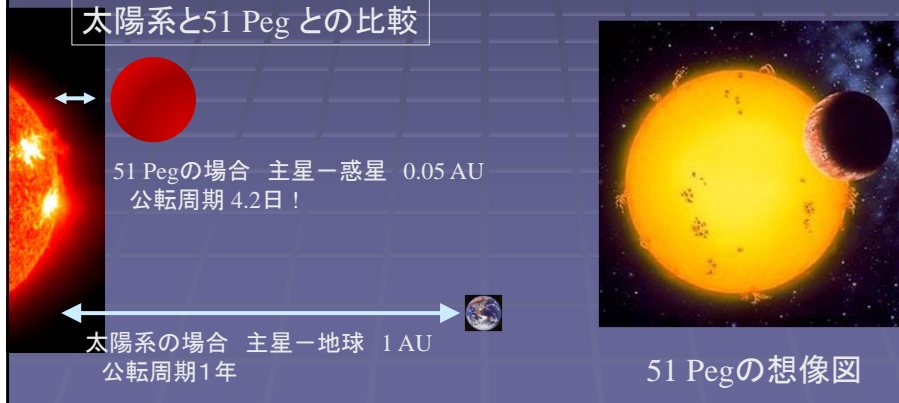 太陽系と51 Peg との比較
51 Pegの場合 主星－惑星 0.05 AU
公転周期 4.2日！
太陽系の場合 主星－地球 1 AU
公転周期１年
51 Pegの想像図